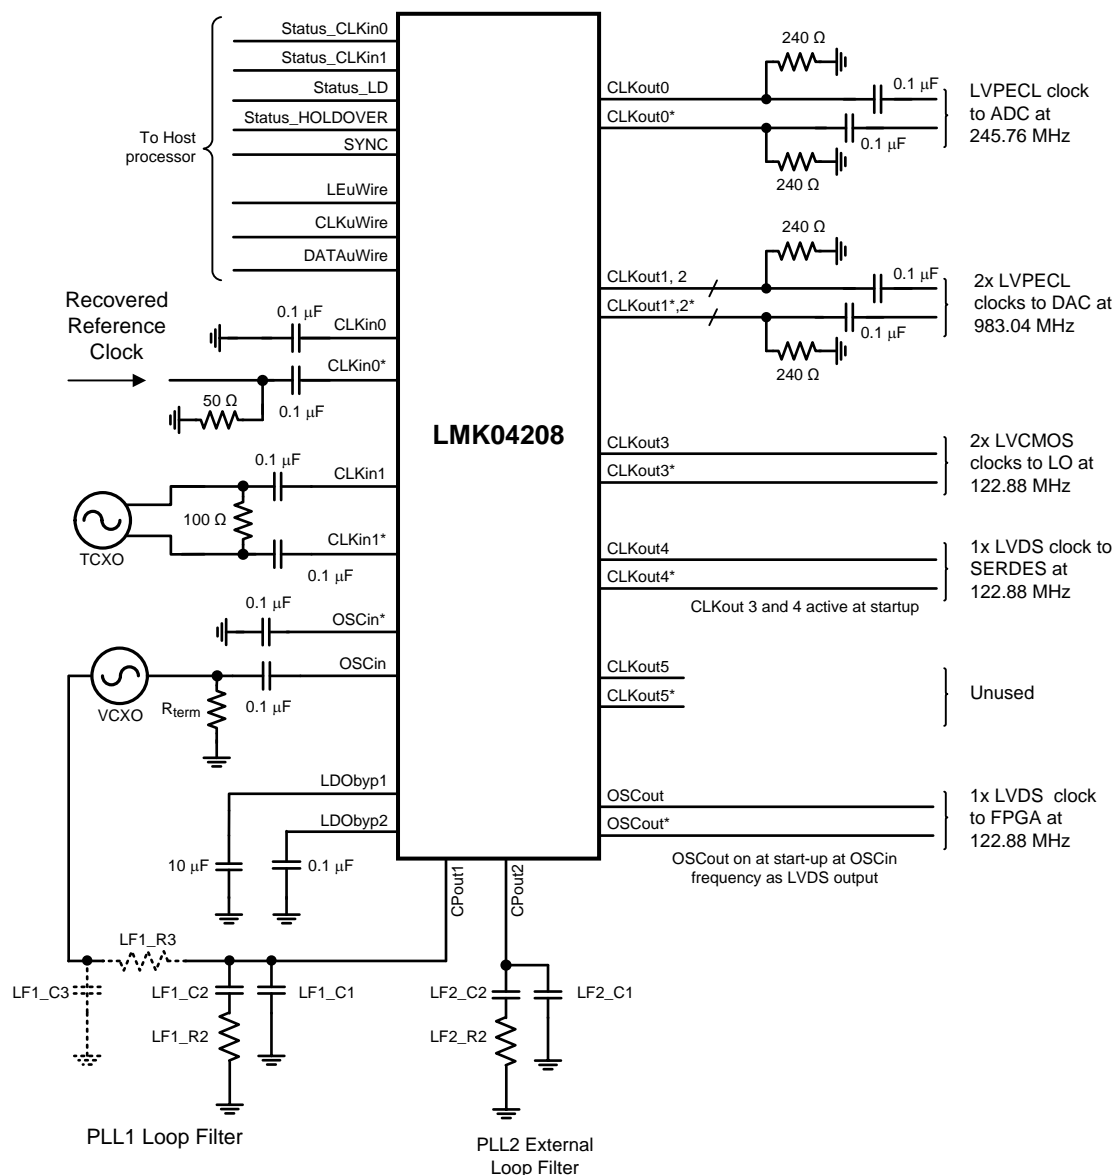 Status_CLKin0
Status_CLKin1
Status_LD
Status_HOLDOVER
SYNC
To Host
processor
LEuWire
CLKuWire
DATAuWire
Recovered
Reference
Clock
0.1 µF
CLKin0
CLKin0*
50 Ω
0.1 µF
0.1 µF
CLKin1
100 Ω
TCXO
CLKin1*
0.1 µF
0.1 µF
OSCin*
OSCin
VCXO
Rterm
0.1 µF
LDObyp1
LDObyp2
10 µF
0.1 µF
LMK04208
CPout1
CPout2
240 Ω
CLKout0
0.1 µF
CLKout0*
0.1 µF
240 Ω
LVPECL clock
to ADC at
245.76 MHz
240 Ω
CLKout1, 2
0.1 µF
CLKout1*,2*
0.1 µF
240 Ω
2x LVPECL
clocks to DAC at
983.04 MHz
CLKout3
CLKout3*
2x LVCMOS
clocks to LO at
122.88 MHz
CLKout4
CLKout4*
CLKout 3 and 4 active at startup
1x LVDS clock to
SERDES at
122.88 MHz
CLKout5
CLKout5*
Unused
OSCout
OSCout*
OSCout on at start-up at OSCin
frequency as LVDS output
1x LVDS clock
to FPGA at
122.88 MHz
LF1_R3
LF1_C3
LF1_C2
LF1_C1
LF1_R2
LF2_C2
LF2_C1
LF2_R2
PLL1 Loop Filter
PLL2 External
Loop Filter